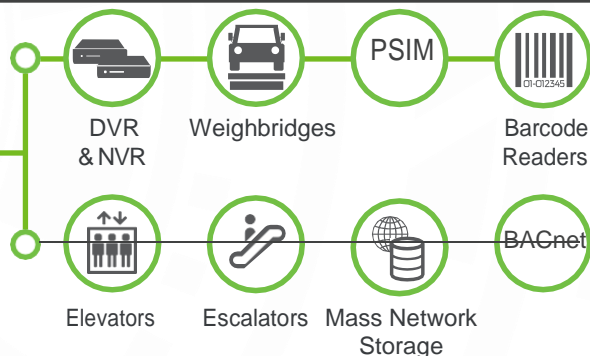 PSIM
01-012345
DVR
& NVR
Weighbridges
Barcode
Readers
BACnet
Elevators
Escalators
Mass Network
Storage